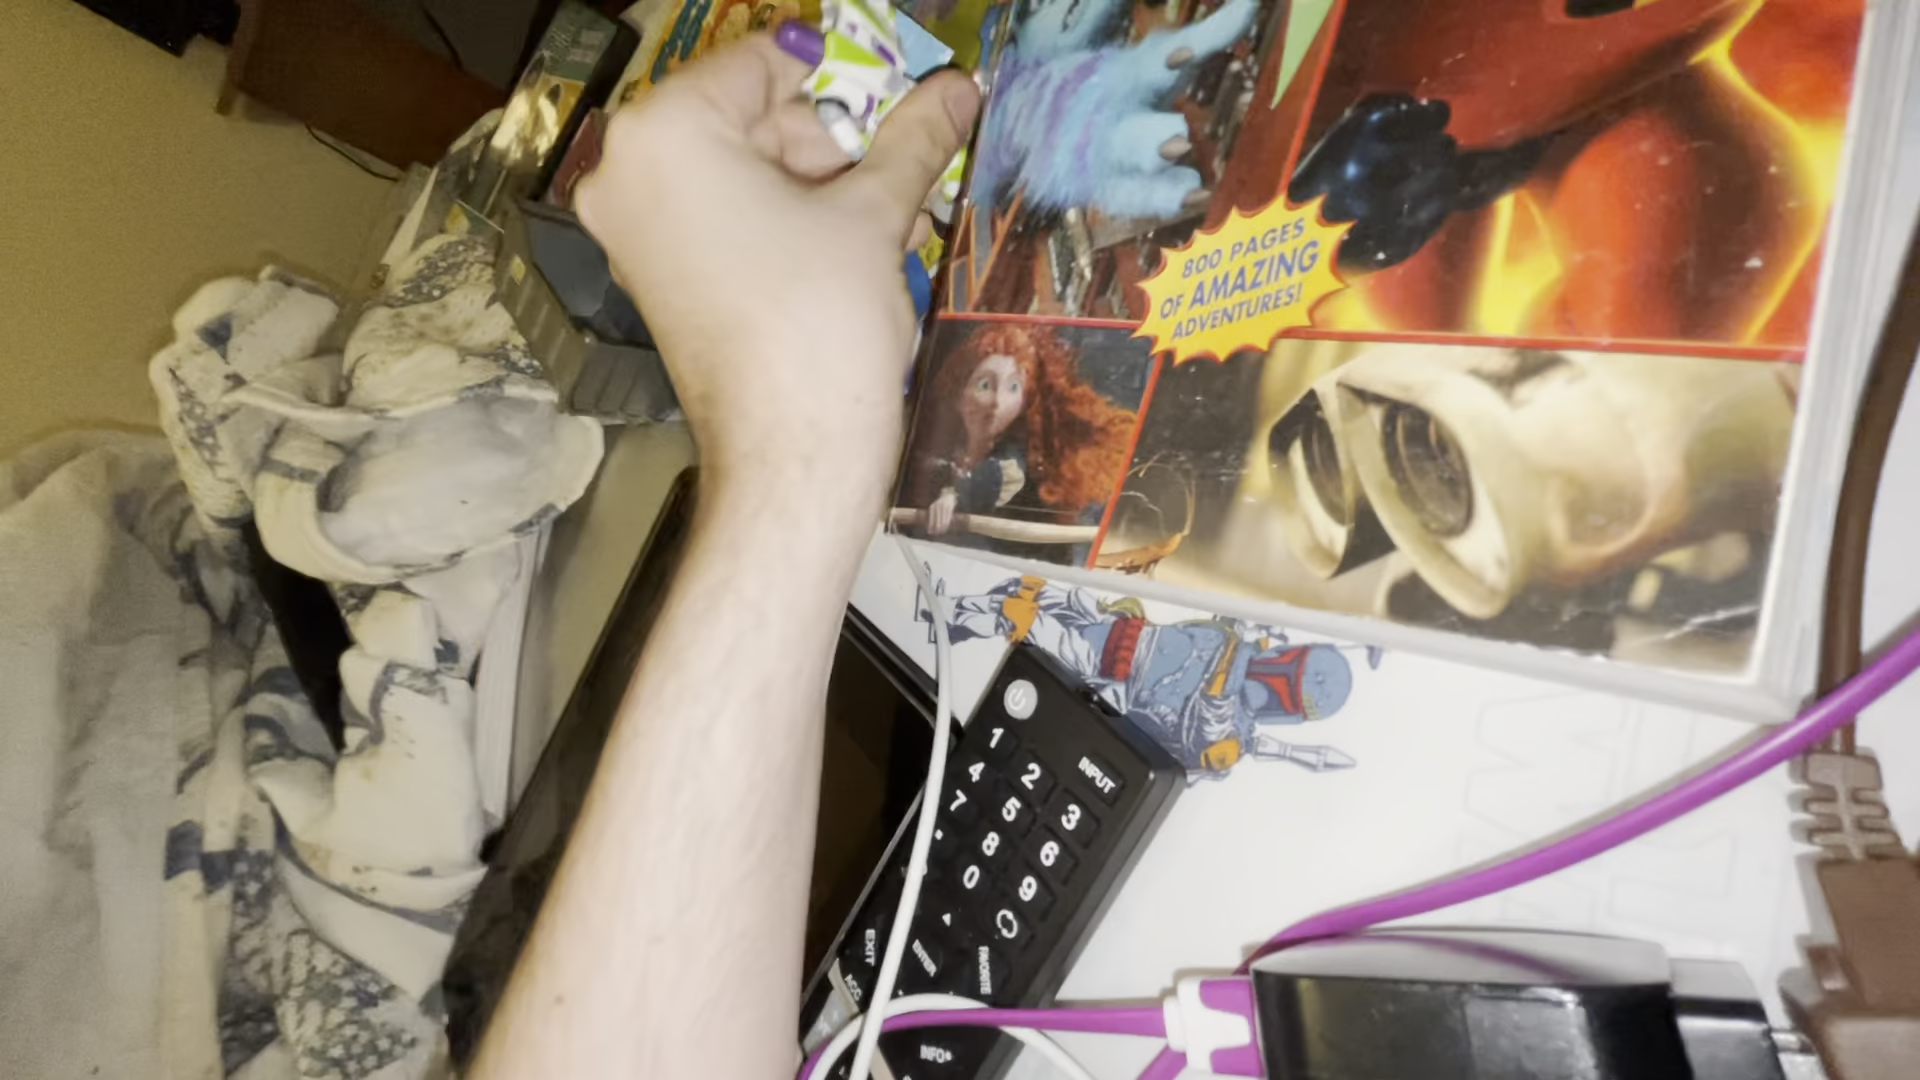 800 PAGES
OF AMAZING
ADVENTURES!
INPUT
1 2 3
4 5 6
7 8 9
0
EXIT
ENTER
FAVORITE
ACC
INFO